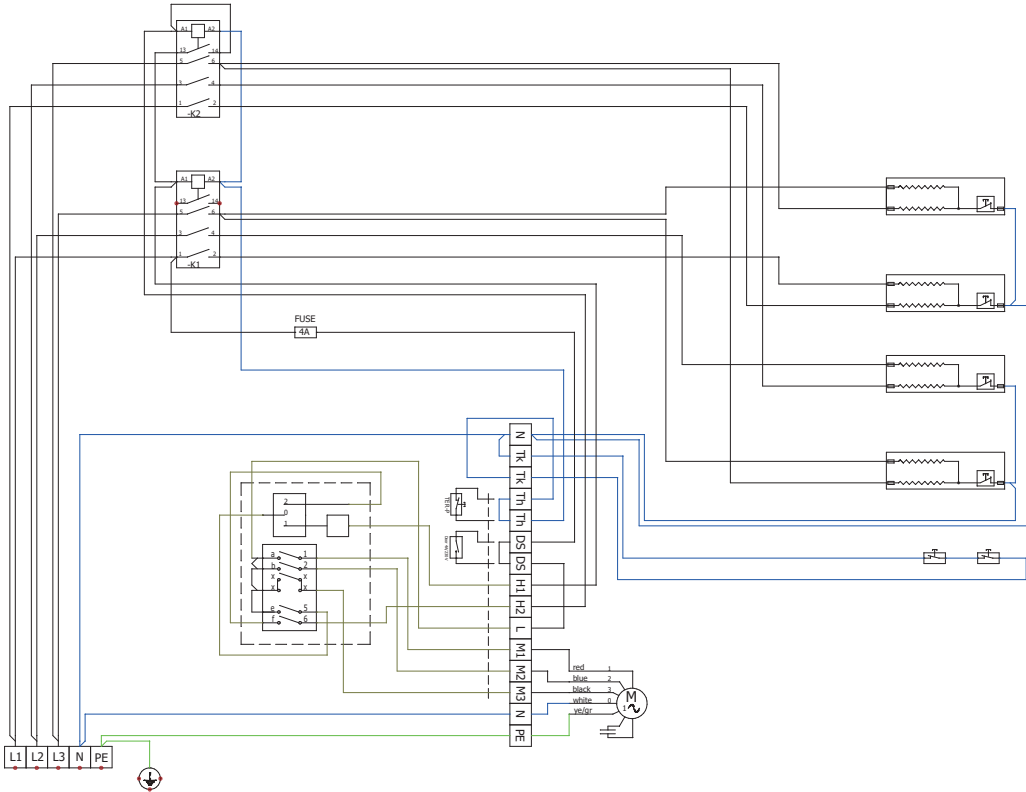 A1 A2
13 14
5 6
3 4
1 2
-K2
A1 A2
13 14
5 6
3 4
1 2
-K1
FUSE
4A
N
Tk
Tk
Th
Th
DS
DS
H1
H2
L
M1
M2
M3
N
PE
2
0
1
a 1
b 2
x x
x x
e 5
f 6
red 1
blue 2
black 3
white 0
ye/gr
M
1
L1 L2 L3 N PE